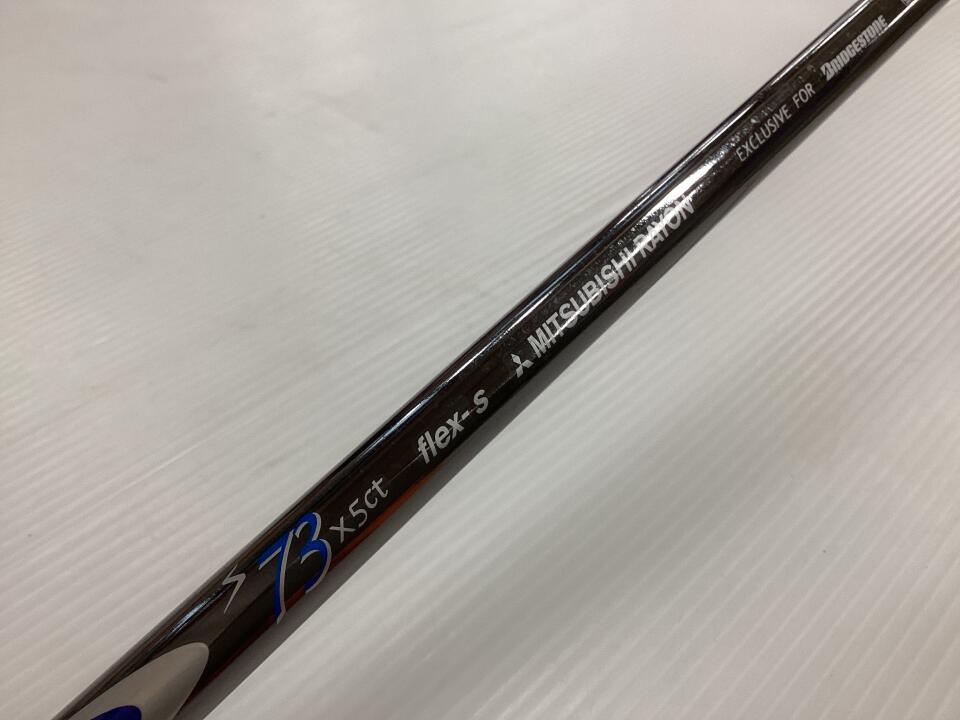 S 73 x5ct flex-s MITSUBISHI RAYON EXCLUSIVE FOR BRIDGESTONE